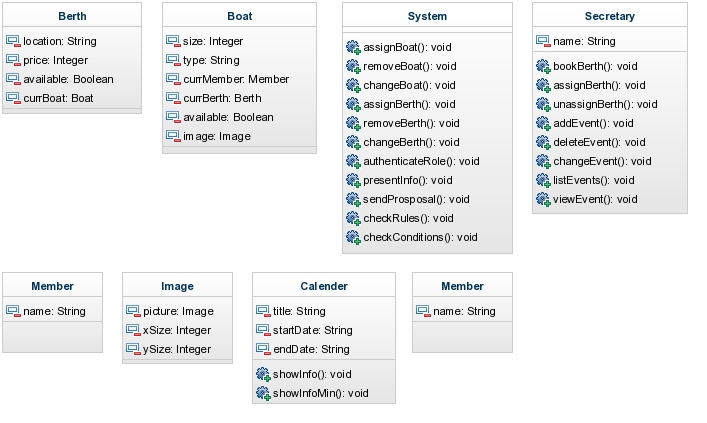 Berth
location: String
price: Integer
available: Boolean
currBoat: Boat
Boat
size: Integer
type: String
currMember: Member
currBerth: Berth
available: Boolean
image: Image
System
assignBoat(): void
removeBoat(): void
changeBoat(): void
assignBerth(): void
removeBerth(): void
changeBerth(): void
authenticateRole(): void
presentInfo(): void
sendProsposal(): void
checkRules(): void
checkConditions(): void
Secretary
name: String
bookBerth(): void
assignBerth(): void
unassignBerth(): void
addEvent(): void
deleteEvent(): void
changeEvent(): void
listEvents(): void
viewEvent(): void
Member
name: String
Image
picture: Image
xSize: Integer
ySize: Integer
Calender
title: String
startDate: String
endDate: String
showInfo(): void
showInfoMin(): void
Member
name: String